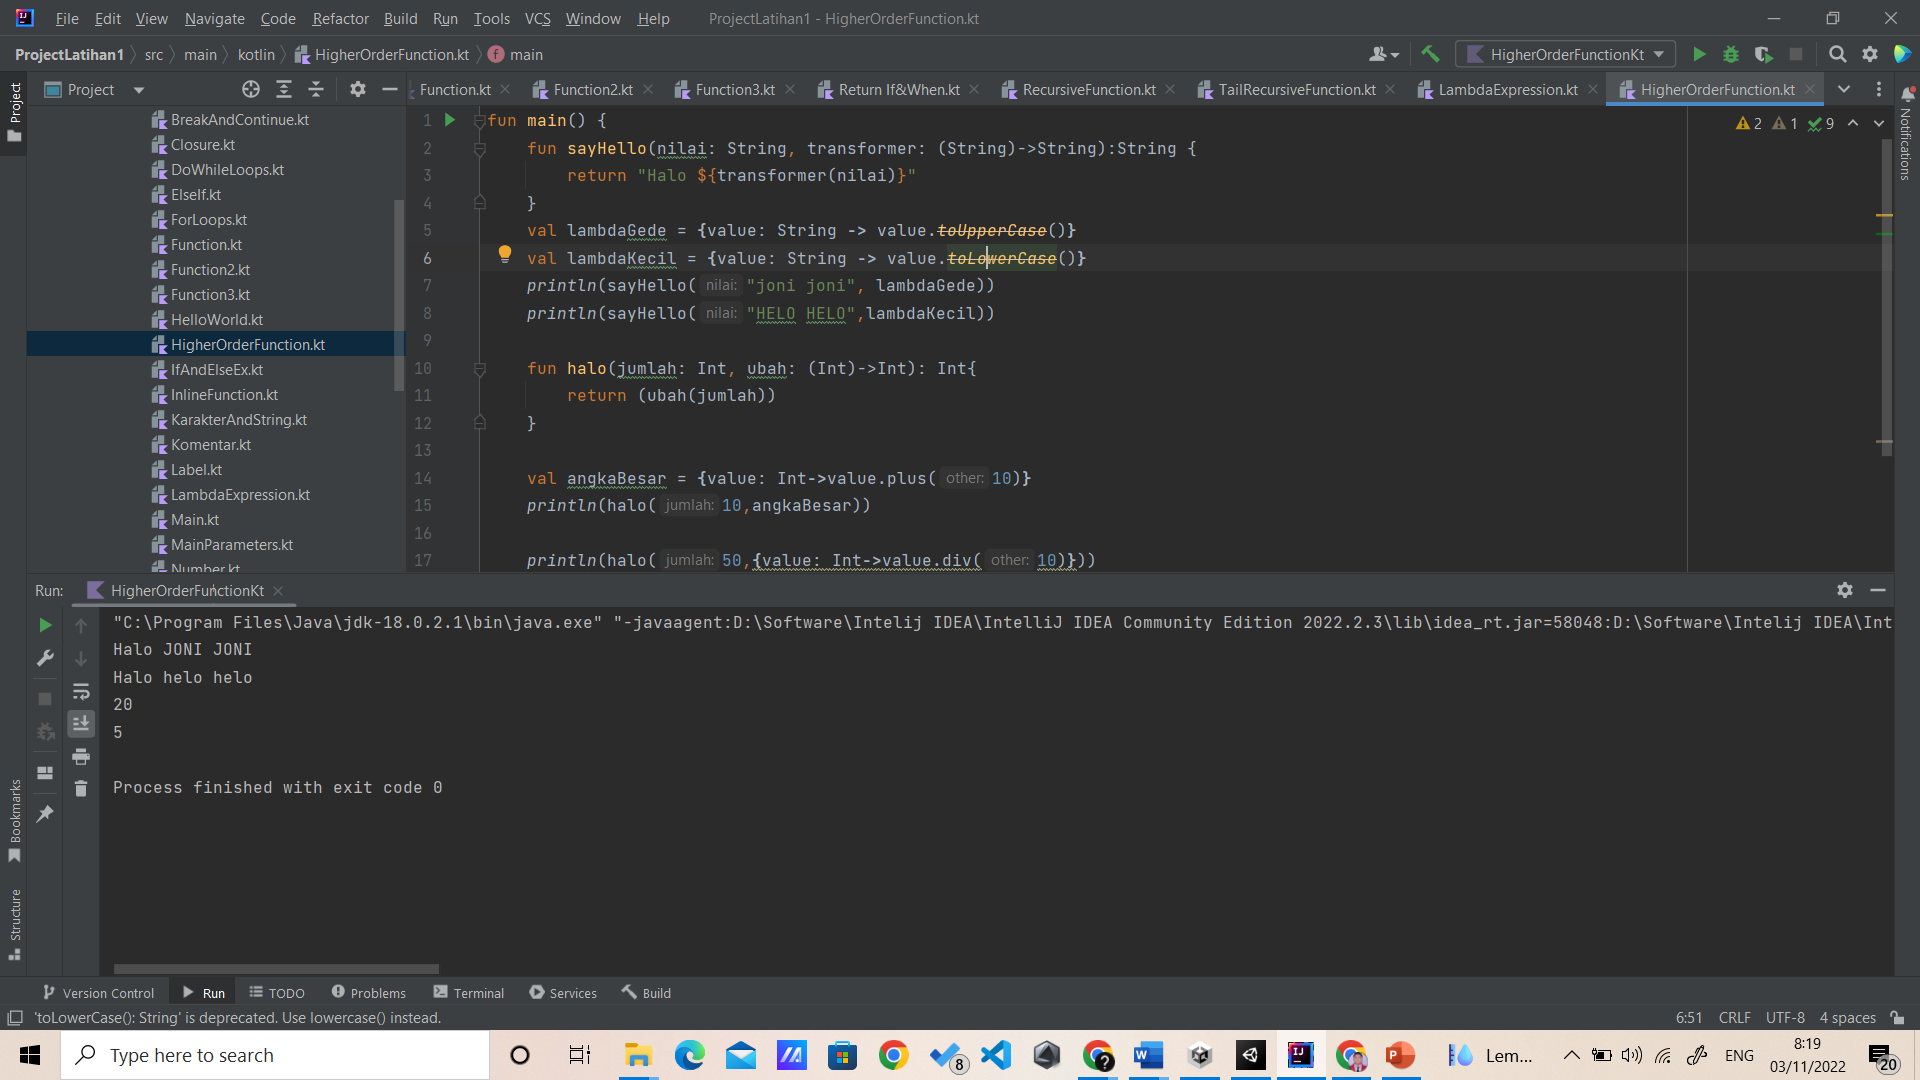 File Edit View Navigate Code Refactor Build Run Tools VCS Window Help ProjectLatihan1 - HigherOrderFunction.kt
ProjectLatihan1 src main kotlin HigherOrderFunction.kt main HigherOrderFunctionKt
Project Function.kt Function2.kt Function3.kt Return If&When.kt RecursiveFunction.kt TailRecursiveFunction.kt LambdaExpression.kt HigherOrderFunction.kt
Project
Notifications
BreakAndContinue.kt
Closure.kt
DoWhileLoops.kt
ElseIf.kt
ForLoops.kt
Function.kt
Function2.kt
Function3.kt
HelloWorld.kt
HigherOrderFunction.kt
IfAndElseEx.kt
InlineFunction.kt
KarakterAndString.kt
Komentar.kt
Label.kt
LambdaExpression.kt
Main.kt
MainParameters.kt
Number.kt
2 1 9
1 fun main() {
2 fun sayHello(nilai: String, transformer: (String)->String):String {
3 return "Halo ${transformer(nilai)}"
4 }
5 val lambdaGede = {value: String -> value.toUpperCase()}
6 val lambdaKecil = {value: String -> value.toLowerCase()}
7 println(sayHello( nilai: "joni joni", lambdaGede))
8 println(sayHello( nilai: "HELO HELO",lambdaKecil))
9
10 fun halo(jumlah: Int, ubah: (Int)->Int): Int{
11 return (ubah(jumlah))
12 }
13
14 val angkaBesar = {value: Int->value.plus( other: 10)}
15 println(halo( jumlah: 10,angkaBesar))
16
17 println(halo( jumlah: 50,{value: Int->value.div( other: 10)}))
Run: HigherOrderFunctionKt
"C:\Program Files\Java\jdk-18.0.2.1\bin\java.exe" "-javaagent:D:\Software\Intelij IDEA\IntelliJ IDEA Community Edition 2022.2.3\lib\idea_rt.jar=58048:D:\Software\Intelij IDEA\Int
Halo JONI JONI
Halo helo helo
20
5
Process finished with exit code 0
Bookmarks
Structure
Version Control Run TODO Problems Terminal Services Build
'toLowerCase(): String' is deprecated. Use lowercase() instead. 6:51 CRLF UTF-8 4 spaces
Type here to search 8 Lem... ENG 8:19
03/11/2022 20